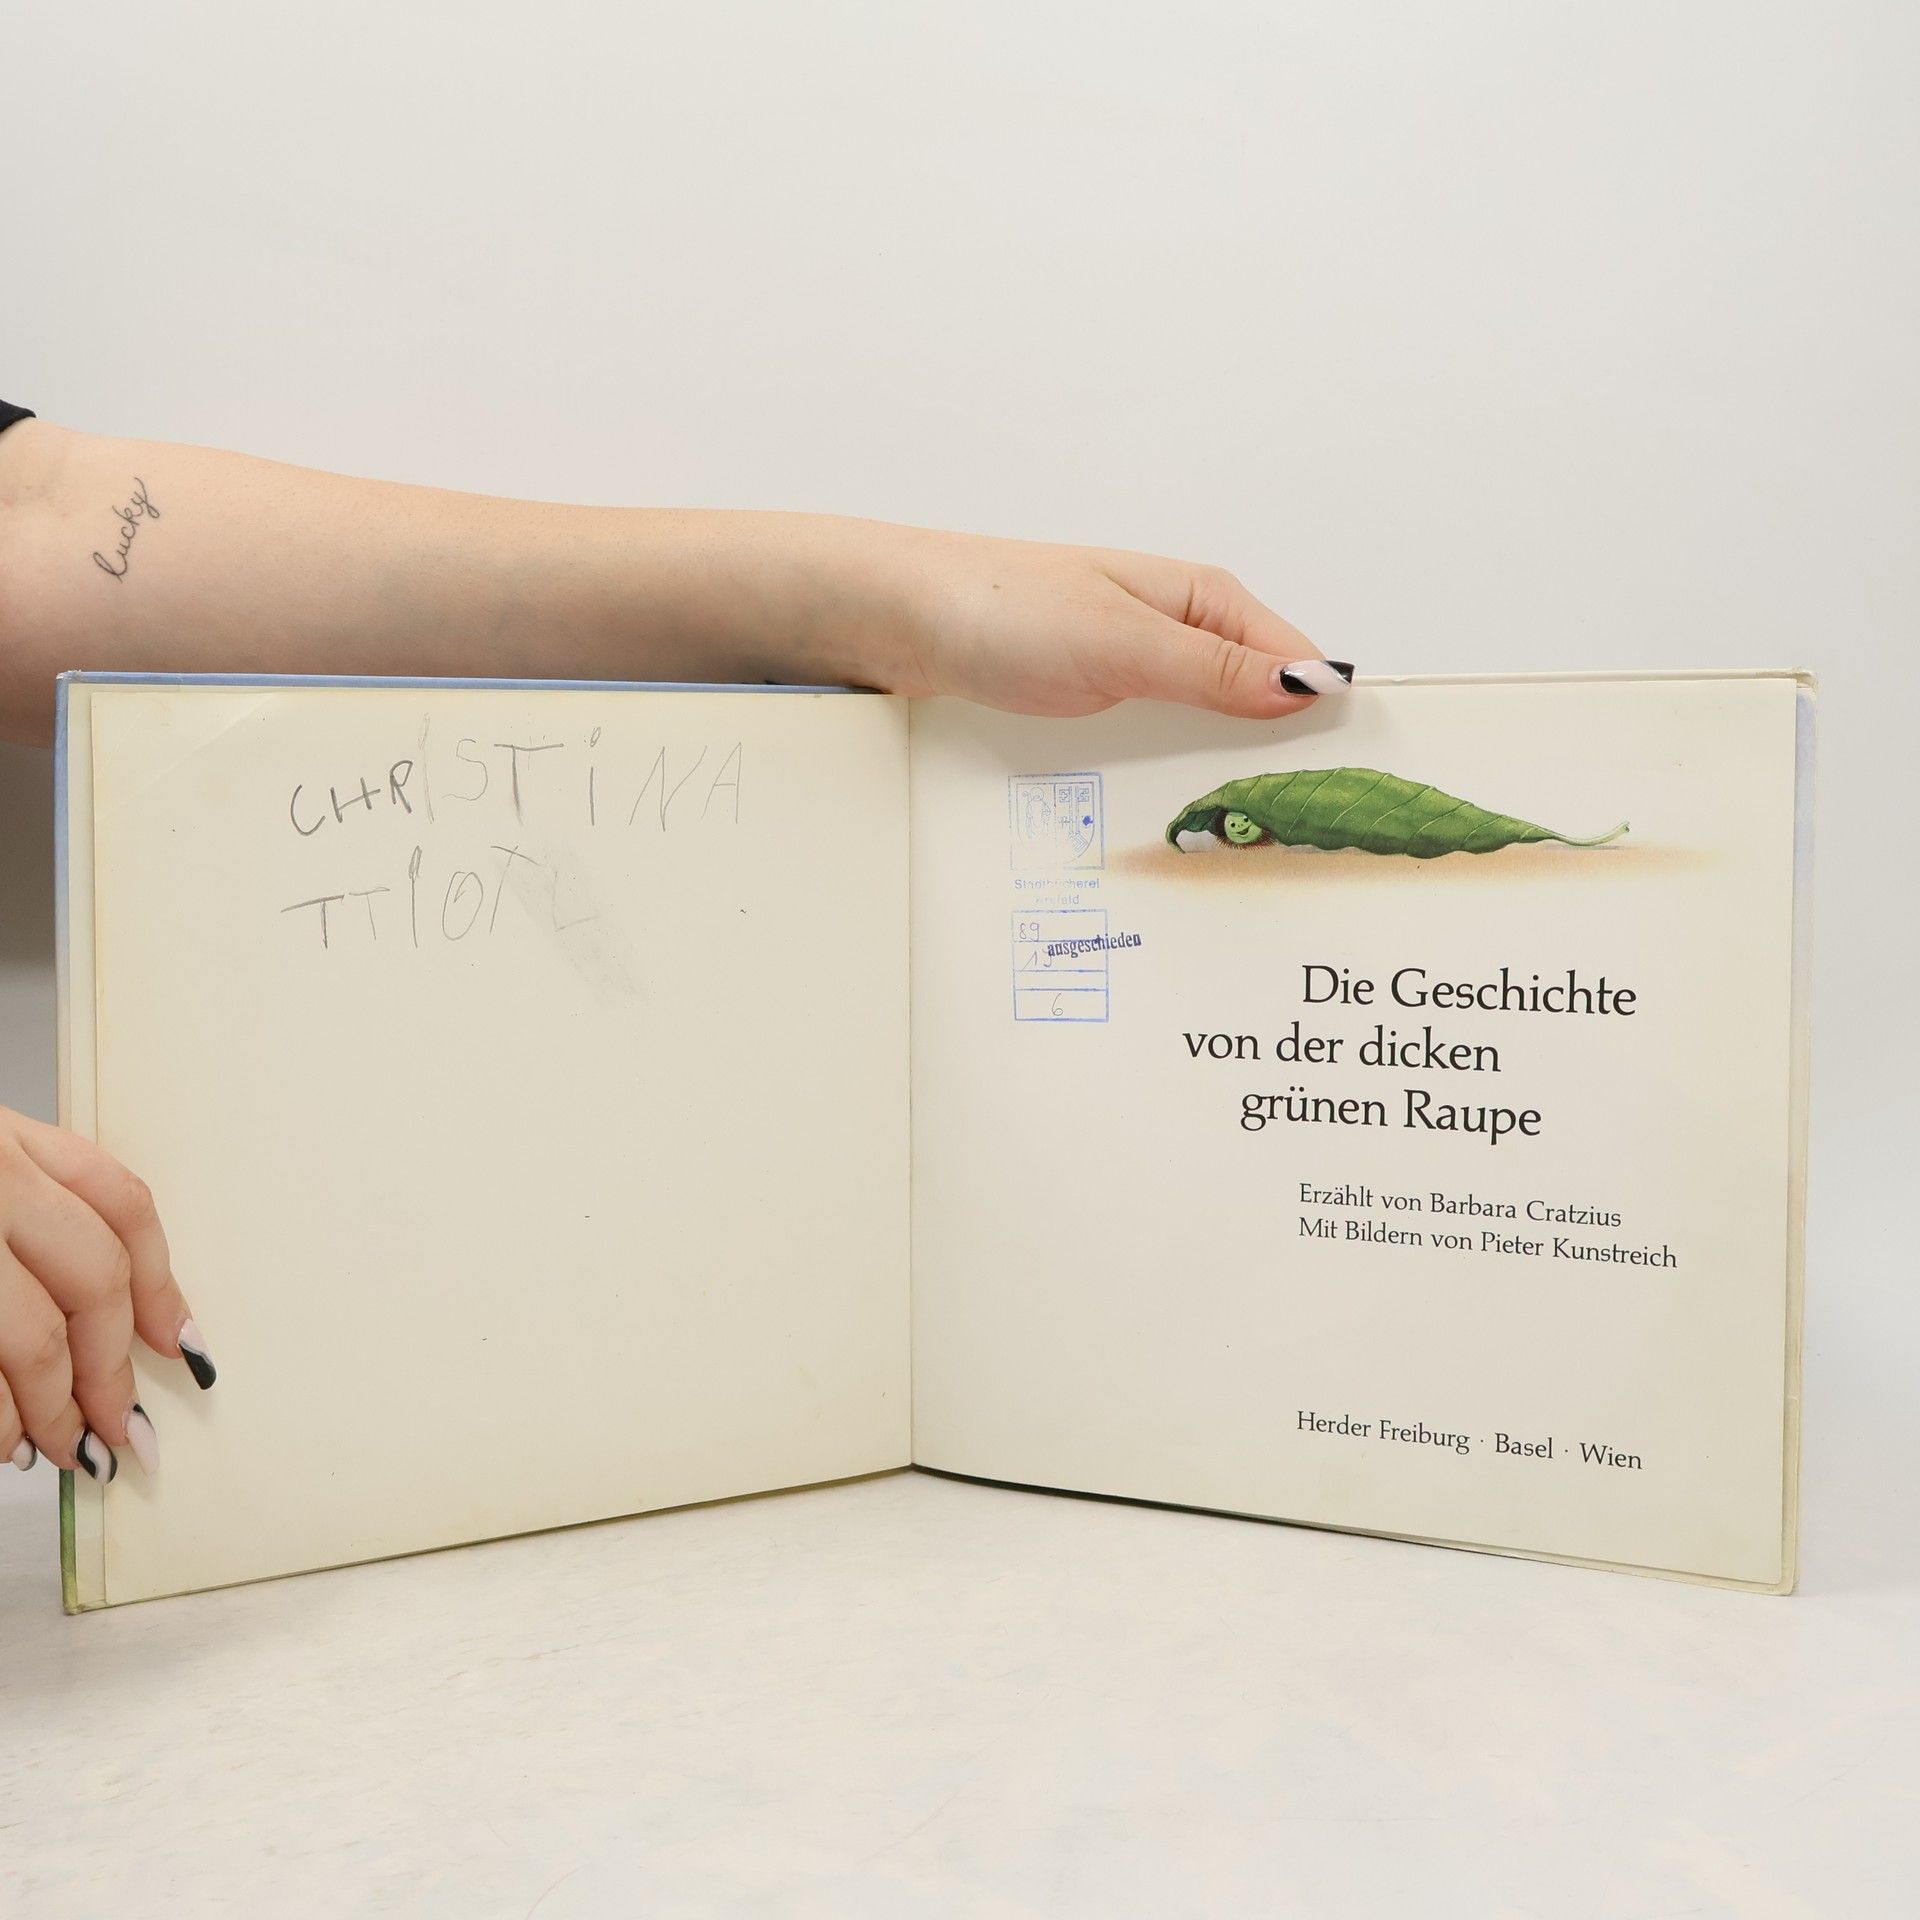 lucky
CHRISTINA
Stadtbücherei
89
ausgeschieden
6
Die Geschichte
von der dicken
grünen Raupe
Erzählt von Barbara Cratzius
Mit Bildern von Pieter Kunstreich
Herder Freiburg · Basel · Wien